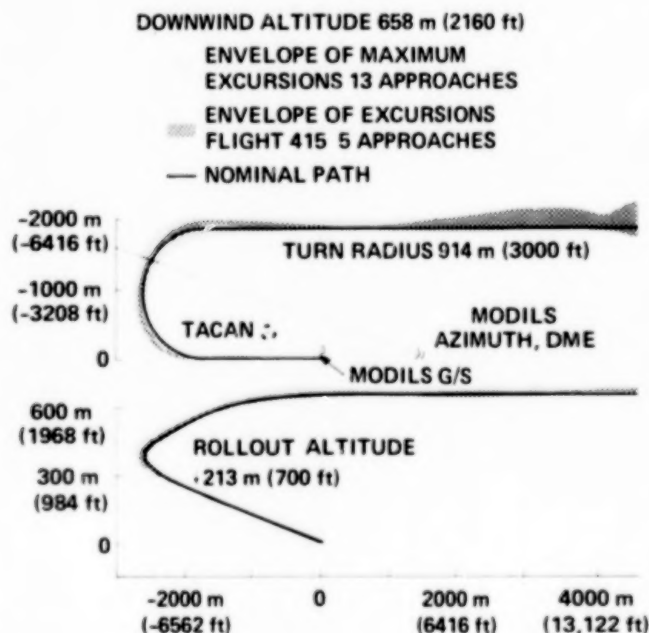 DOWNWIND ALTITUDE 658 m (2160 ft)
ENVELOPE OF MAXIMUM
EXCURSIONS 13 APPROACHES
ENVELOPE OF EXCURSIONS
FLIGHT 415 5 APPROACHES
NOMINAL PATH
-2000 m
(-6416 ft)
TURN RADIUS 914 m (3000 ft)
-1000 m
(-3208 ft)
TACAN
MODILS
AZIMUTH, DME
0
MODILS G/S
600 m
(1968 ft)
ROLLOUT ALTITUDE
213 m (700 ft)
300 m
(984 ft)
0
-2000 m
(-6562 ft)
0
2000 m
(6416 ft)
4000 m
(13,122 ft)